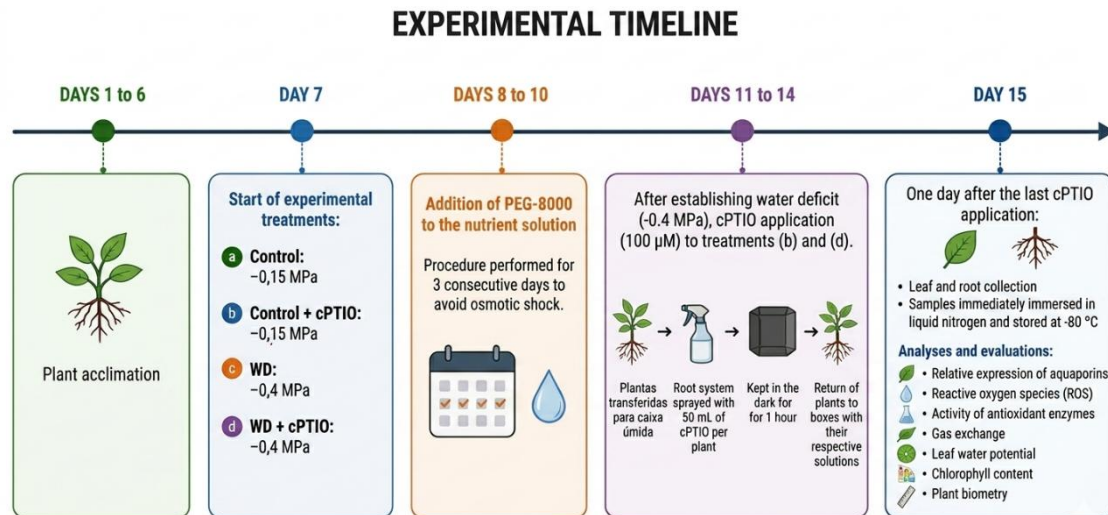 EXPERIMENTAL TIMELINE
DAYS 1 to 6
Plant acclimation
DAY 7
Start of experimental
treatments:
a Control:
−0,15 MPa
b Control + cPTIO:
−0,15 MPa
c WD:
−0,4 MPa
d WD + cPTIO:
−0,4 MPa
DAYS 8 to 10
Addition of PEG-8000
to the nutrient solution
Procedure performed for
3 consecutive days to
avoid osmotic shock.
DAYS 11 to 14
After establishing water deficit
(-0.4 MPa), cPTIO application
(100 µM) to treatments (b) and (d).
Plantas
transferidas
para caixa
úmida
Root system
sprayed with
50 mL of
cPTIO per
plant
Kept in the
dark for
for 1 hour
Return of
plants to
boxes with
their
respective
solutions
DAY 15
One day after the last cPTIO
application:
• Leaf and root collection
• Samples immediately immersed in
liquid nitrogen and stored at -80 ºC
Analyses and evaluations:
• Relative expression of aquaporins
• Reactive oxygen species (ROS)
• Activity of antioxidant enzymes
• Gas exchange
• Leaf water potential
• Chlorophyll content
• Plant biometry